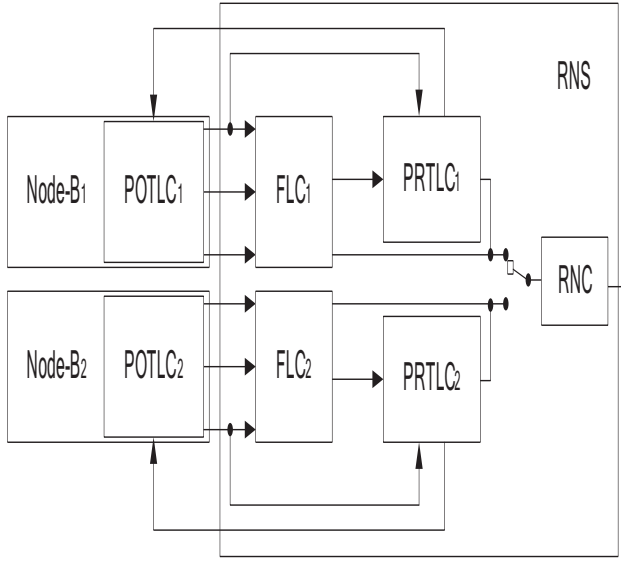 RNS
Node-B1
POTLC1
FLC1
PRTLC1
RNC
Node-B2
POTLC2
FLC2
PRTLC2